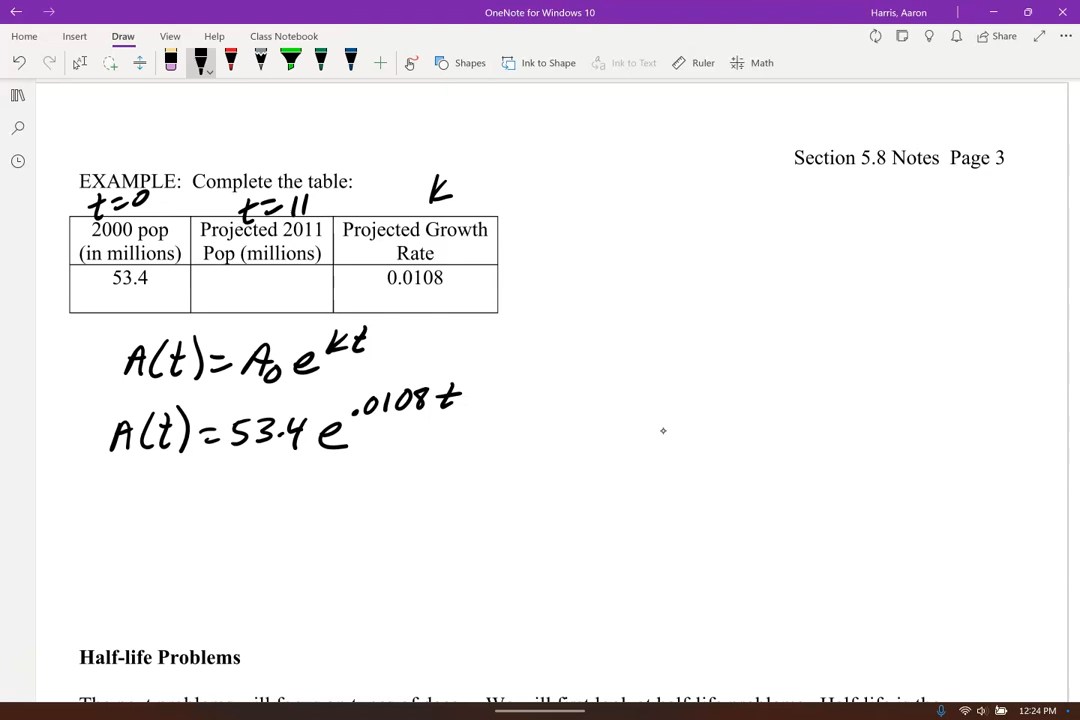 OneNote for Windows 10
Harris, Aaron
Home Insert Draw View Help Class Notebook
Share
Shapes Ink to Shape Ink to Text Ruler Math
Section 5.8 Notes Page 3
EXAMPLE: Complete the table:
t=0 t=11 K
2000 pop Projected 2011 Projected Growth
(in millions) Pop (millions) Rate
53.4 0.0108
A(t)=A₀e^kt
A(t)=53.4e^.0108t
Half-life Problems
12:24 PM